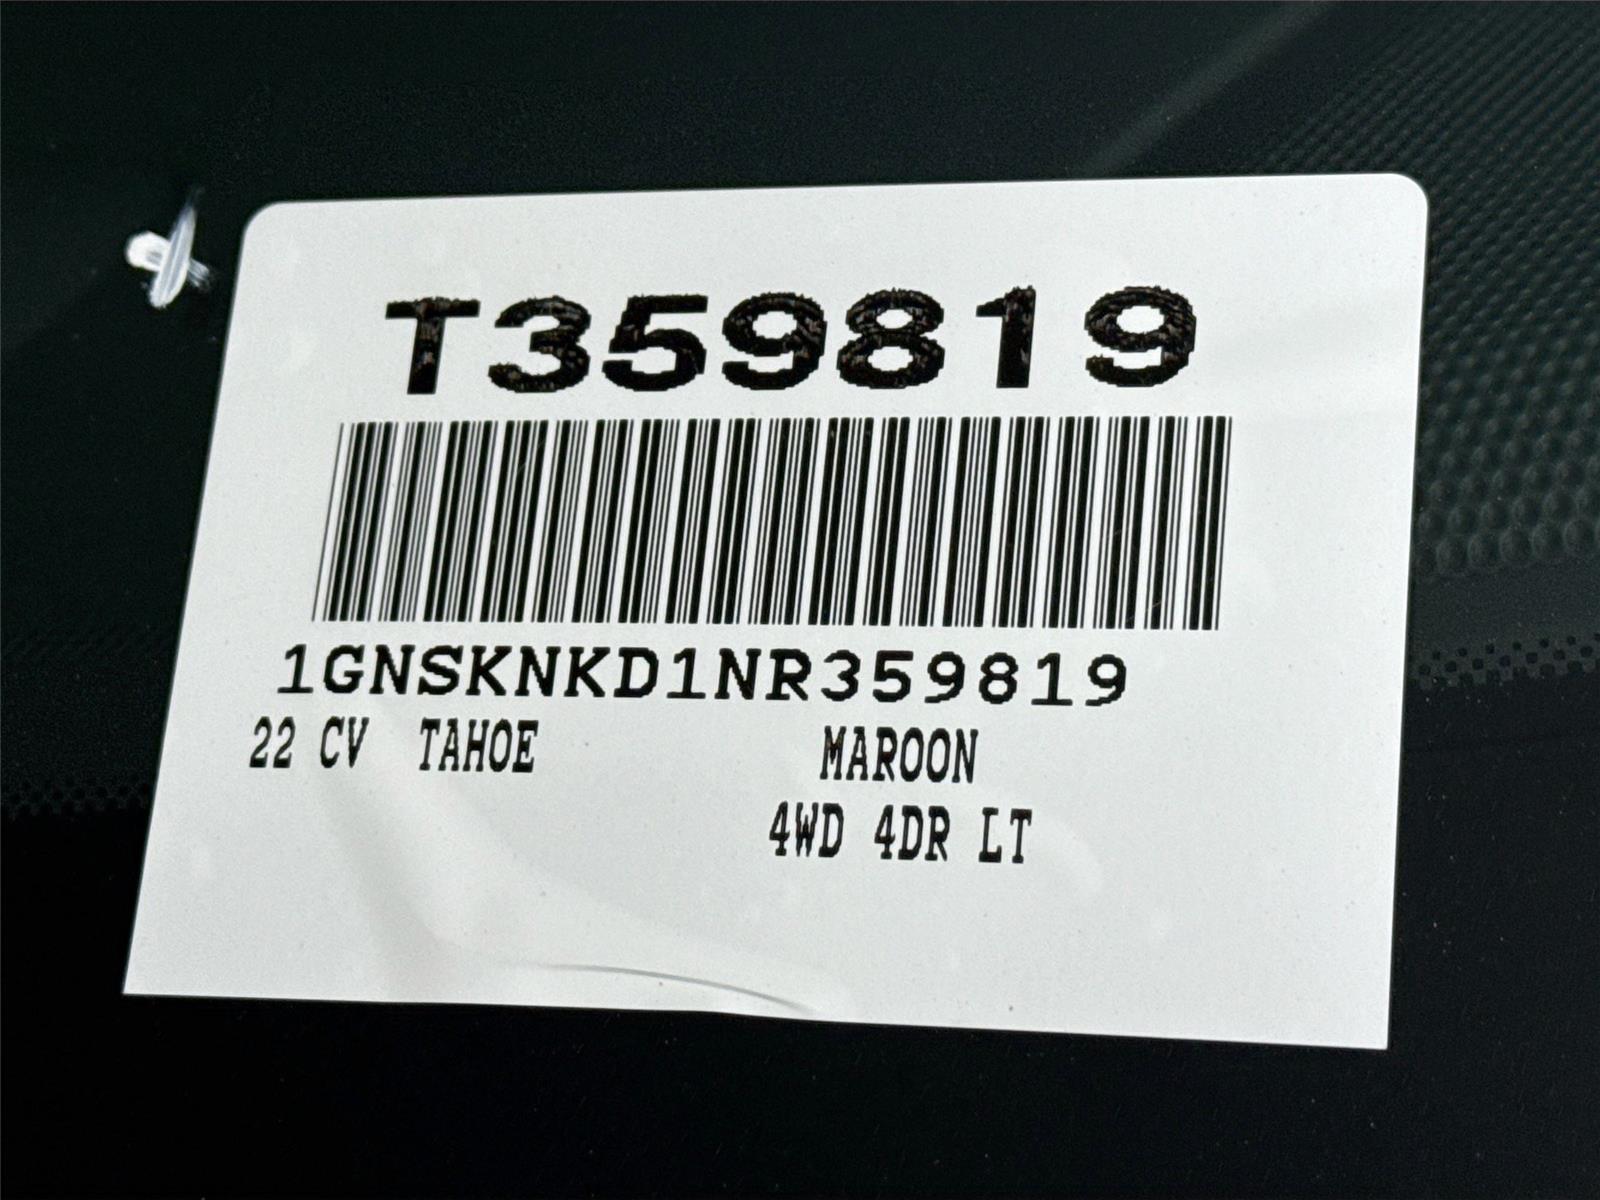 T359819
1GNSKNKD1NR359819
22 CV TAHOE MAROON
4WD 4DR LT